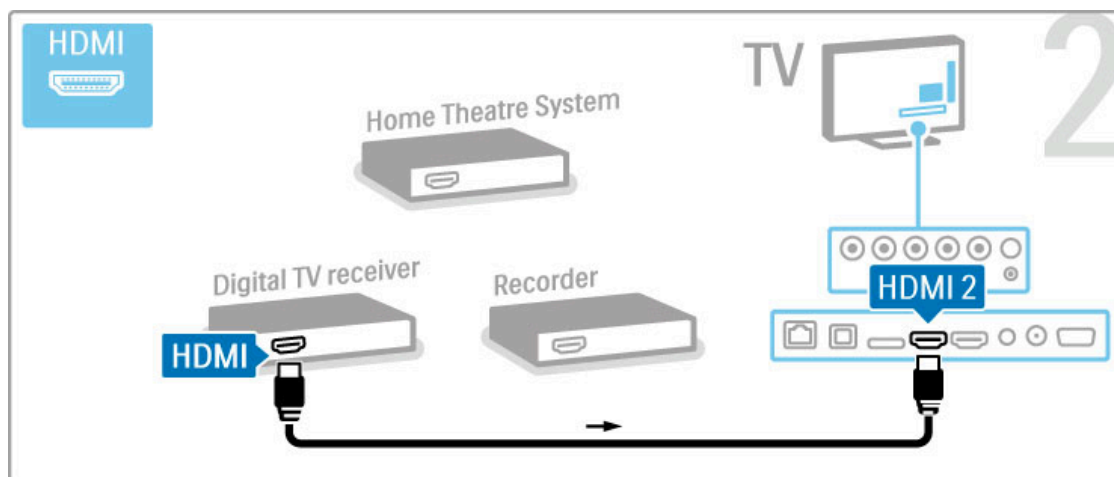 HDMI
TV
2
Home Theatre System
Digital TV receiver
Recorder
HDMI 2
HDMI